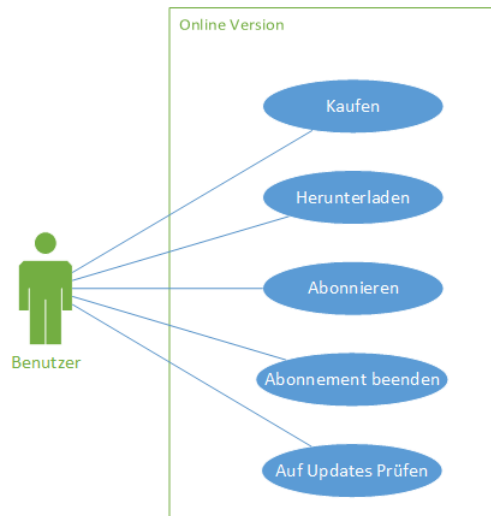 Online Version
Kaufen
Herunterladen
Abonnieren
Benutzer
Abonnement beenden
Auf Updates Prüfen